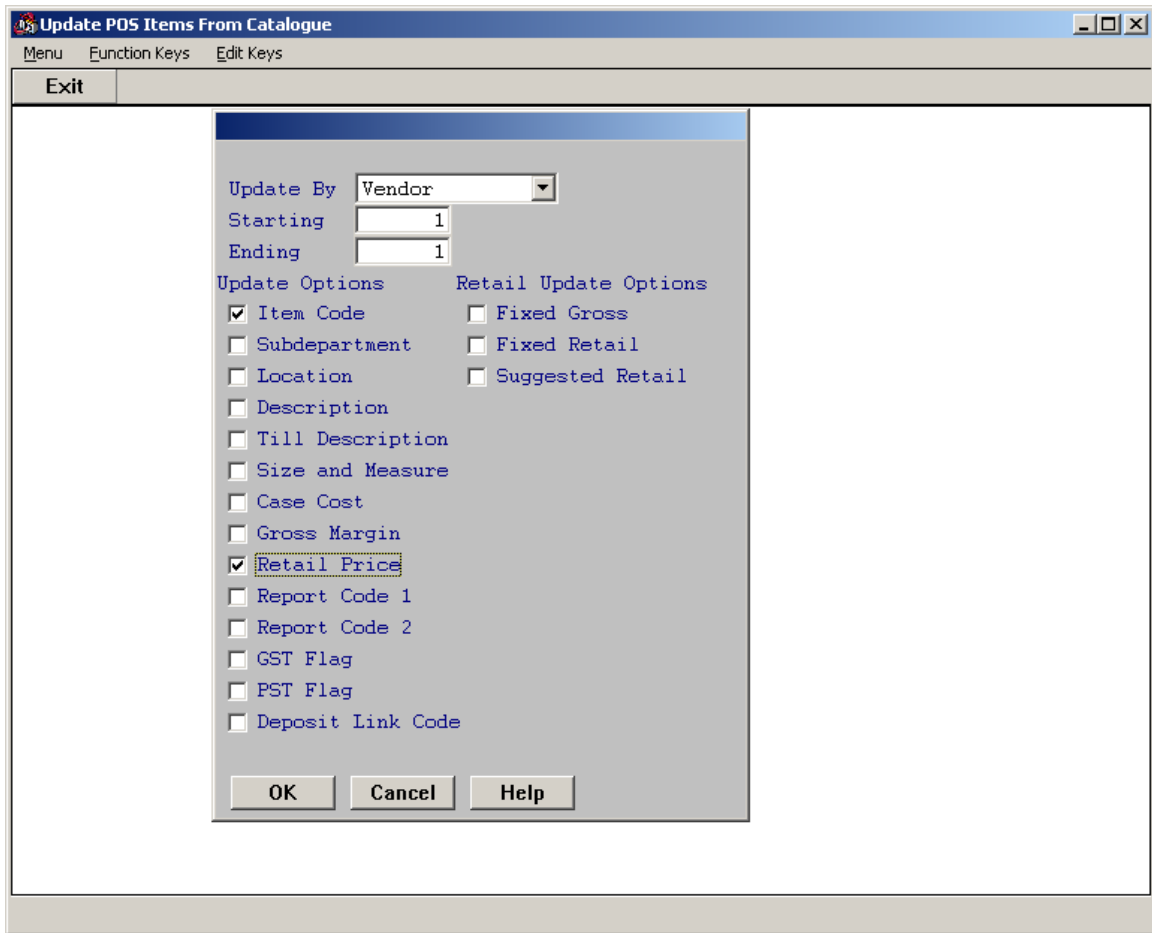 Update POS Items From Catalogue
Menu Function Keys Edit Keys
Exit
Update By Vendor
Starting 1
Ending 1
Update Options Retail Update Options
Item Code Fixed Gross
Subdepartment Fixed Retail
Location Suggested Retail
Description
Till Description
Size and Measure
Case Cost
Gross Margin
Retail Price
Report Code 1
Report Code 2
GST Flag
PST Flag
Deposit Link Code
OK Cancel Help